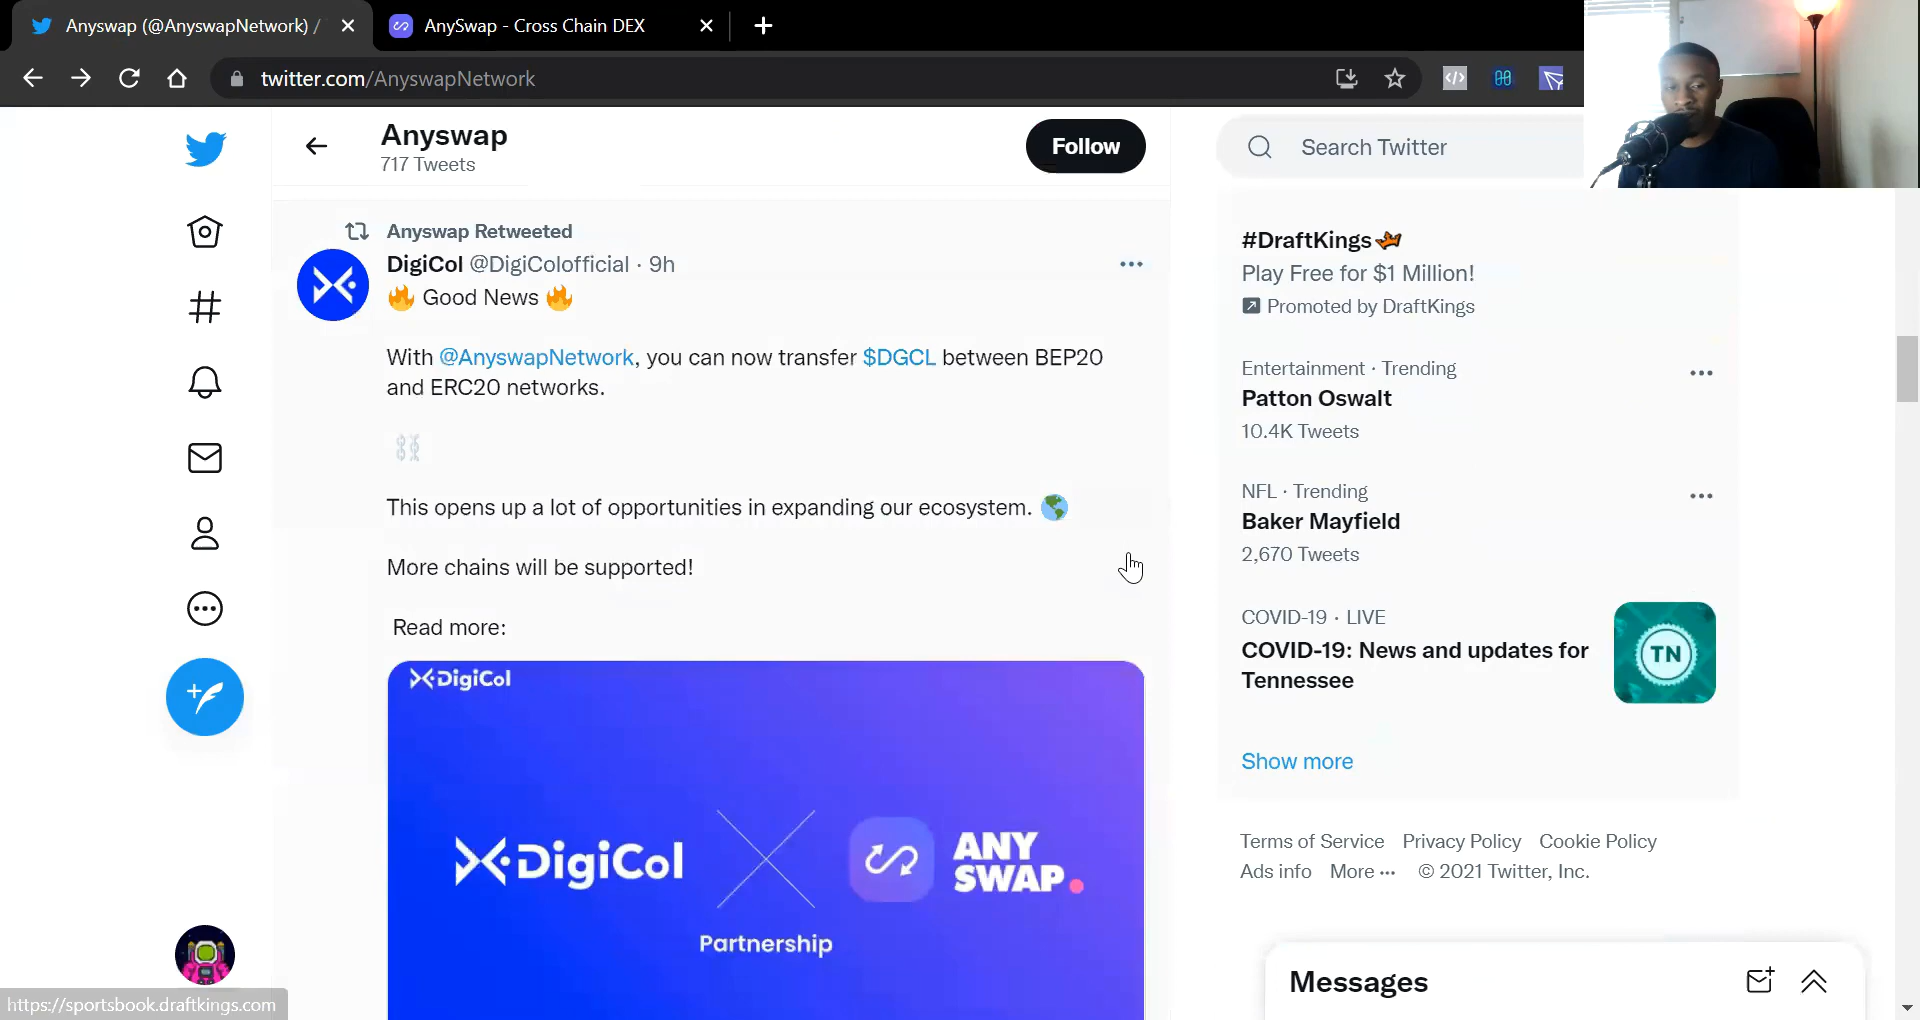 Anyswap (@AnyswapNetwork) /
AnySwap - Cross Chain DEX
twitter.com/AnyswapNetwork
Anyswap
717 Tweets
Follow
Search Twitter
Anyswap Retweeted
DigiCol @DigiColofficial · 9h
🔥 Good News 🔥
With @AnyswapNetwork, you can now transfer $DGCL between BEP20
and ERC20 networks.
This opens up a lot of opportunities in expanding our ecosystem. 🌎
More chains will be supported!
Read more:
DigiCol
DigiCol
ANY
SWAP
Partnership
#DraftKings
Play Free for $1 Million!
Promoted by DraftKings
Entertainment · Trending
Patton Oswalt
10.4K Tweets
NFL · Trending
Baker Mayfield
2,670 Tweets
COVID-19 · LIVE
COVID-19: News and updates for
Tennessee
TN
Show more
Terms of Service Privacy Policy Cookie Policy
Ads info More ··· © 2021 Twitter, Inc.
Messages
https://sportsbook.draftkings.com